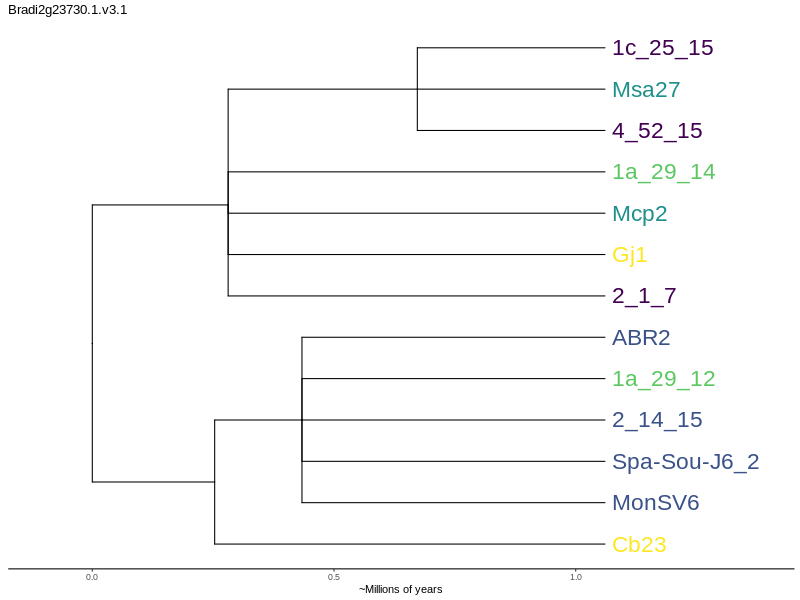 Bradi2g23730.1.v3.1
1c_25_15
Msa27
4_52_15
1a_29_14
Mcp2
Gj1
2_1_7
ABR2
1a_29_12
2_14_15
Spa-Sou-J6_2
MonSV6
Cb23
0.0 0.5 1.0
~Millions of years